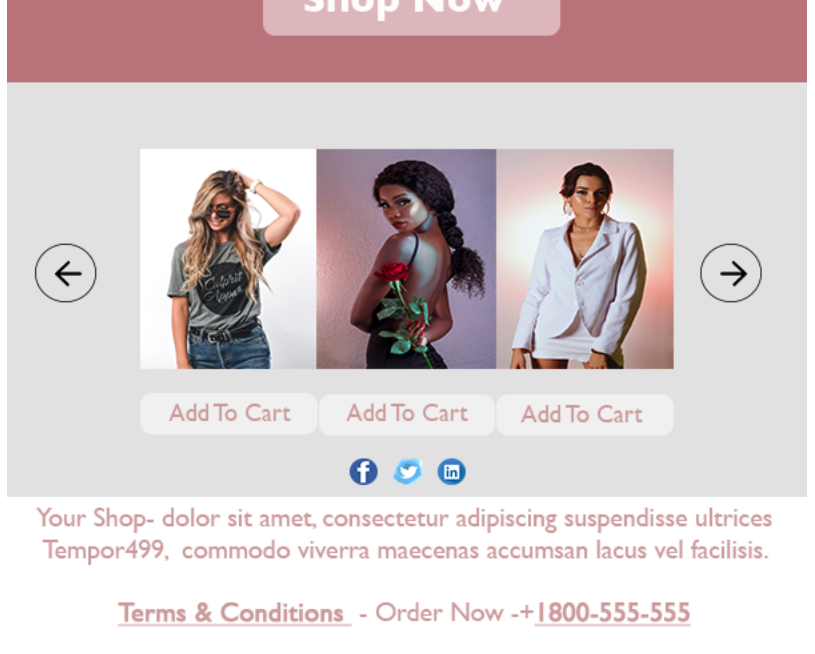 Shop Now
Culprit
Add To Cart
Add To Cart
Add To Cart
Your Shop- dolor sit amet, consectetur adipiscing suspendisse ultrices
Tempor499, commodo viverra maecenas accumsan lacus vel facilisis.
Terms & Conditions - Order Now -+1800-555-555